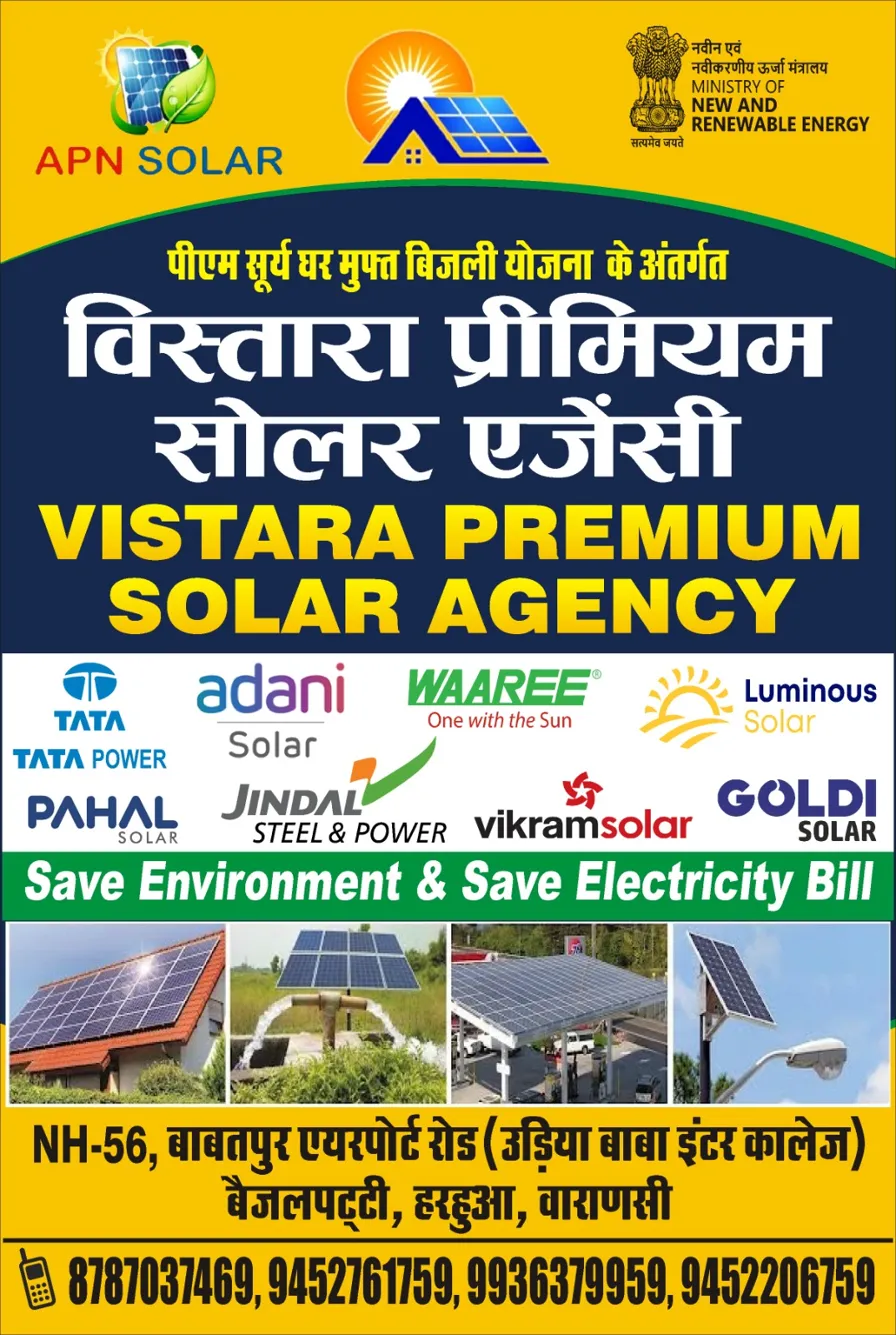 APN SOLAR
नवीन एवं
नवीकरणीय ऊर्जा मंत्रालय
MINISTRY OF
NEW AND
RENEWABLE ENERGY
सत्यमेव जयते
पीएम सूर्य घर मुफ्त बिजली योजना के अंतर्गत
विस्तारा प्रीमियम
सोलर एजेंसी
VISTARA PREMIUM
SOLAR AGENCY
TATA
TATA POWER
adani
Solar
WAAREE®
One with the Sun
Luminous
Solar
PAHAL
SOLAR
JINDAL
STEEL & POWER
vikramsolar
GOLDI
SOLAR
Save Environment & Save Electricity Bill
NH-56, बाबतपुर एयरपोर्ट रोड (उड़िया बाबा इंटर कालेज)
बैजलपट्टी, हरहुआ, वाराणसी
8787037469, 9452761759, 9936379959, 9452206759